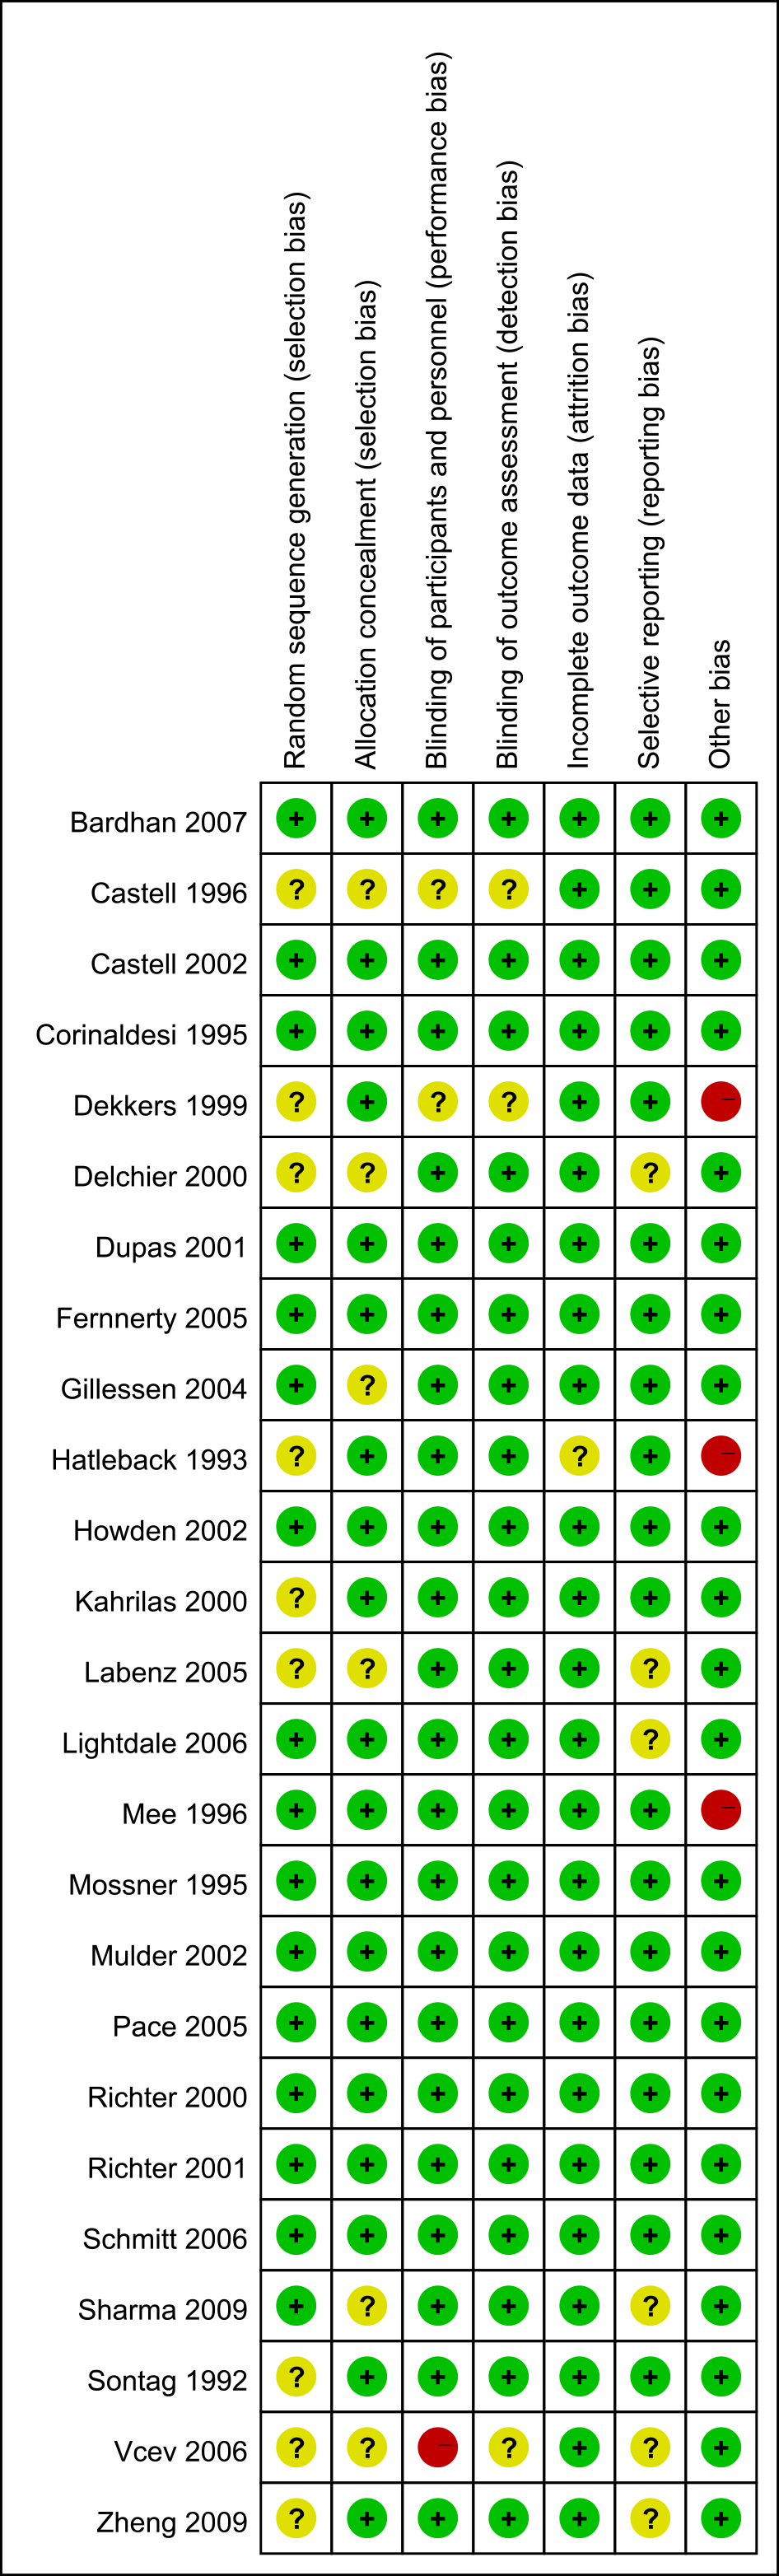 Random sequence generation (selection bias)
Allocation concealment (selection bias)
Blinding of participants and personnel (performance bias)
Blinding of outcome assessment (detection bias)
Incomplete outcome data (attrition bias)
Selective reporting (reporting bias)
Other bias
Bardhan 2007 + + + + + + +
Castell 1996 ? ? ? ? + + +
Castell 2002 + + + + + + +
Corinaldesi 1995 + + + + + + +
Dekkers 1999 ? + ? ? + + –
Delchier 2000 ? ? + + + ? +
Dupas 2001 + + + + + + +
Fernnerty 2005 + + + + + + +
Gillessen 2004 + ? + + + + +
Hatleback 1993 ? + + + ? + –
Howden 2002 + + + + + + +
Kahrilas 2000 ? + + + + + +
Labenz 2005 ? ? + + + ? +
Lightdale 2006 + + + + + ? +
Mee 1996 + + + + + + –
Mossner 1995 + + + + + + +
Mulder 2002 + + + + + + +
Pace 2005 + + + + + + +
Richter 2000 + + + + + + +
Richter 2001 + + + + + + +
Schmitt 2006 + + + + + + +
Sharma 2009 + ? + + + ? +
Sontag 1992 ? + + + + + +
Vcev 2006 ? ? – ? + ? +
Zheng 2009 ? + + + + ? +